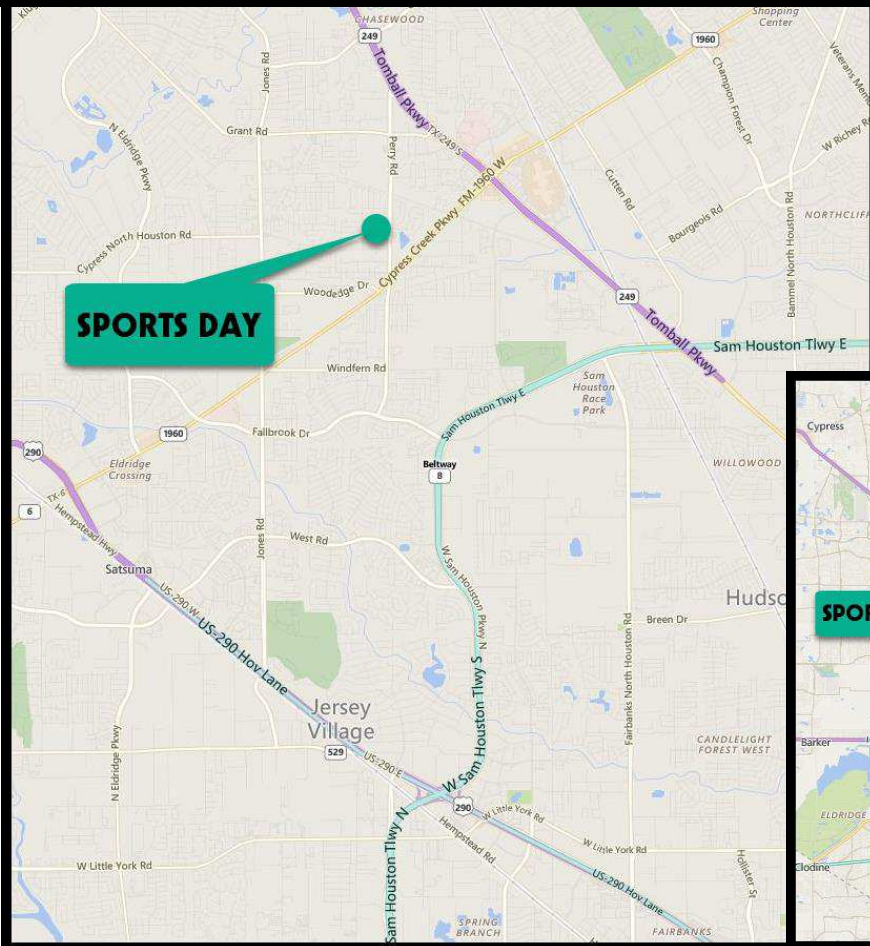 CHASEWOOD
Shopping
Center
249
1960
Jones Rd
Tomball Pkwy
TX-249 S
Champion Forest Dr
Veterans Mem
N Eldridge Pkwy
Grant Rd
Perry Rd
W Richey R
FM-1960 W
Cutten Rd
Cypress North Houston Rd
Cypress Creek Pkwy
Bourgeois Rd
NORTHCLIFF
Bammel North Houston Rd
Woodedge Dr
249
SPORTS DAY
Tomball Pkwy
Sam Houston Tlwy E
Windfern Rd
Sam
Houston
Race
Park
Sam Houston Tlwy E
Cypress
1960
Fallbrook Dr
290
Eldridge
Crossing
Beltway
8
WILLOWOOD
TX-6
6
Hempstead Hwy
Jones Rd
West Rd
Satsuma
W Sam Houston Pkwy N
US-290 W
Hudso
SPOR
Breen Dr
US-290 Hov Lane
W Sam Houston Tlwy S
Fairbanks North Houston Rd
Jersey
Village
529
US-290 E
CANDLELIGHT
FOREST WEST
Barker
N Eldridge Pkwy
290
W Little York Rd
ELDRIDGE
Sam Houston Tlwy N
Hempstead Rd
W Little York Rd
W Little York Rd
Hollister St
Clodine
US-290 Hov Lane
SPRING
BRANCH
FAIRBANKS